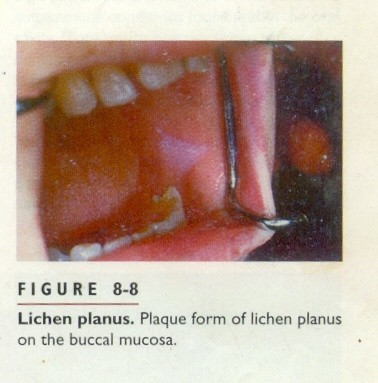 FIGURE 8-8
Lichen planus. Plaque form of lichen planus
on the buccal mucosa.